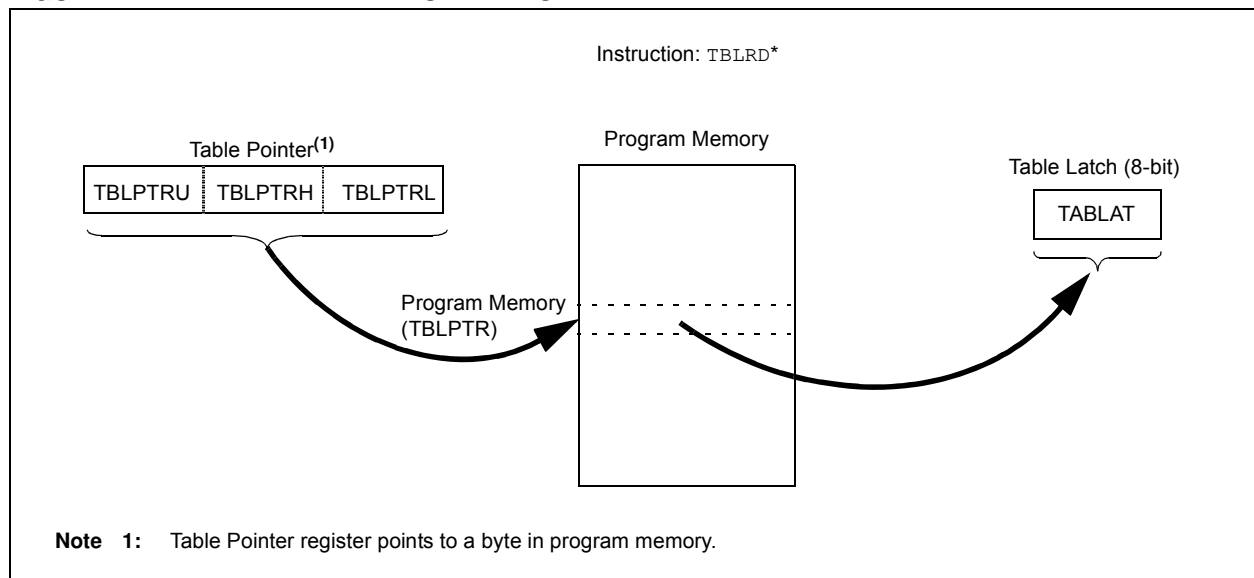 Instruction: TBLRD*
Table Pointer(1)
TBLPTRU TBLPTRH TBLPTRL
Program Memory
Table Latch (8-bit)
TABLAT
Program Memory
(TBLPTR)
Note 1: Table Pointer register points to a byte in program memory.